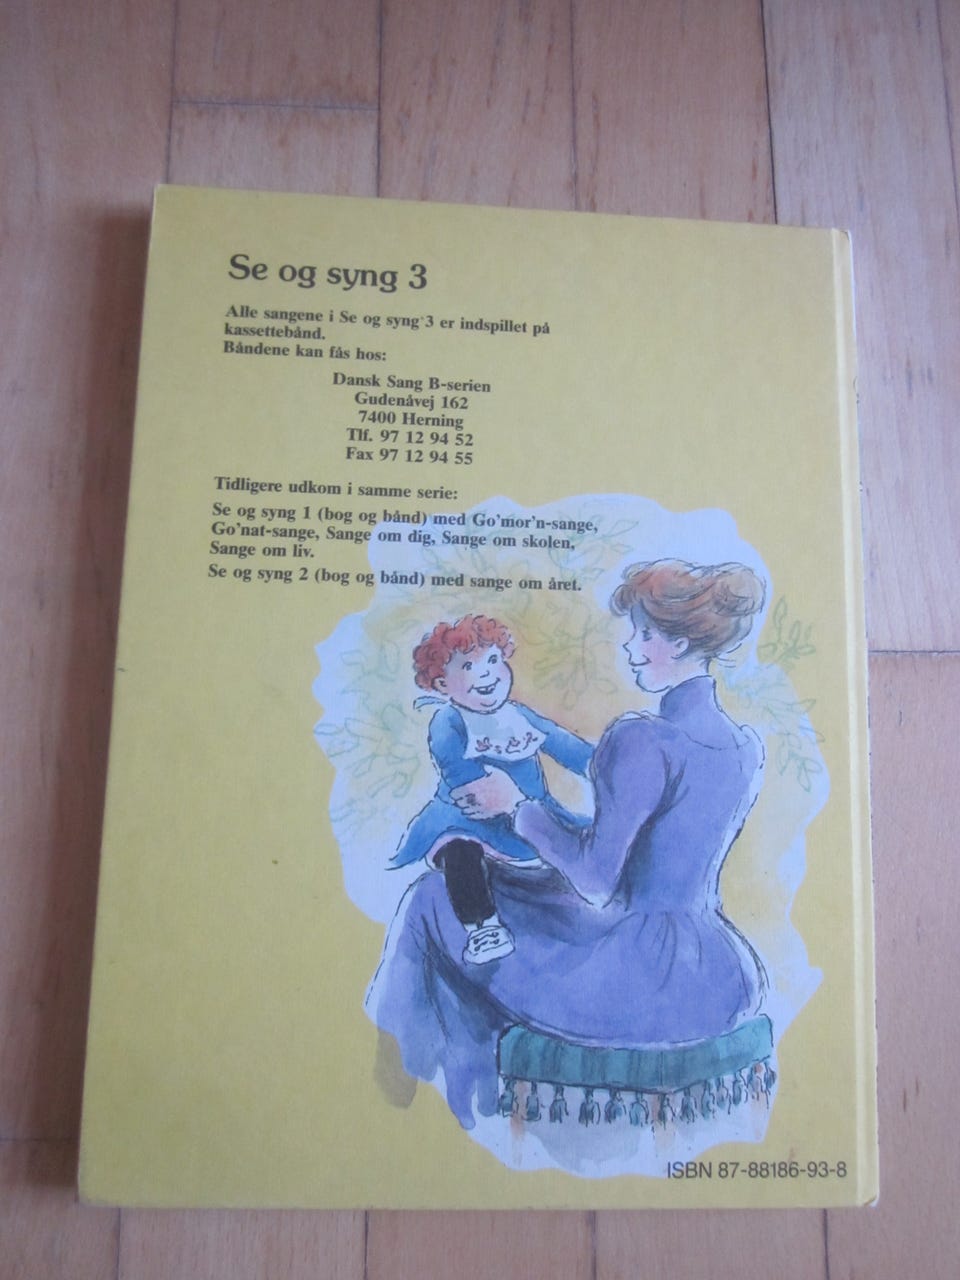 Se og syng 3
Alle sangene i Se og syng 3 er indspillet på
kassettebånd.
Båndene kan fås hos:
Dansk Sang B-serien
Gudenåvej 162
7400 Herning
Tlf. 97 12 94 52
Fax 97 12 94 55
Tidligere udkom i samme serie:
Se og syng 1 (bog og bånd) med Go'mor'n-sange,
Go'nat-sange, Sange om dig, Sange om skolen,
Sange om liv.
Se og syng 2 (bog og bånd) med sange om året.
ISBN 87-88186-93-8